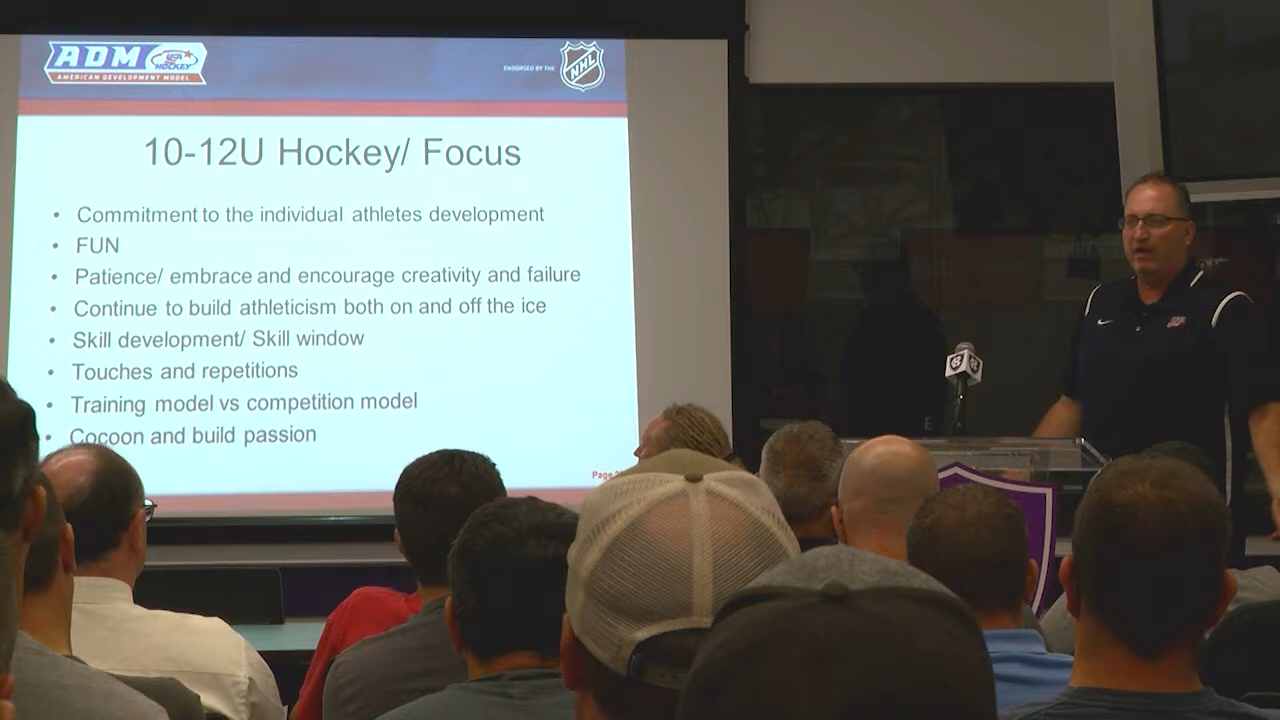 ADM
USA
HOCKEY
AMERICAN DEVELOPMENT MODEL
ENDORSED BY THE
NHL
10-12U Hockey/ Focus
• Commitment to the individual athletes development
• FUN
• Patience/ embrace and encourage creativity and failure
• Continue to build athleticism both on and off the ice
• Skill development/ Skill window
• Touches and repetitions
• Training model vs competition model
• Cocoon and build passion
Page